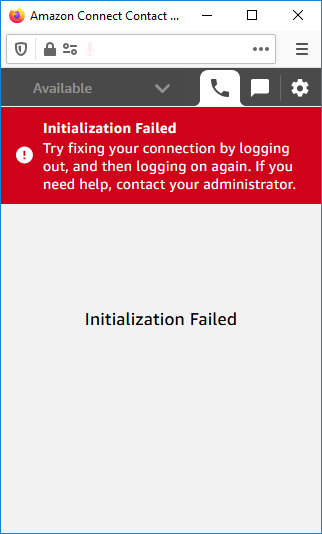 Amazon Connect Contact ...
Available
Initialization Failed
Try fixing your connection by logging
out, and then logging on again. If you
need help, contact your administrator.
Initialization Failed